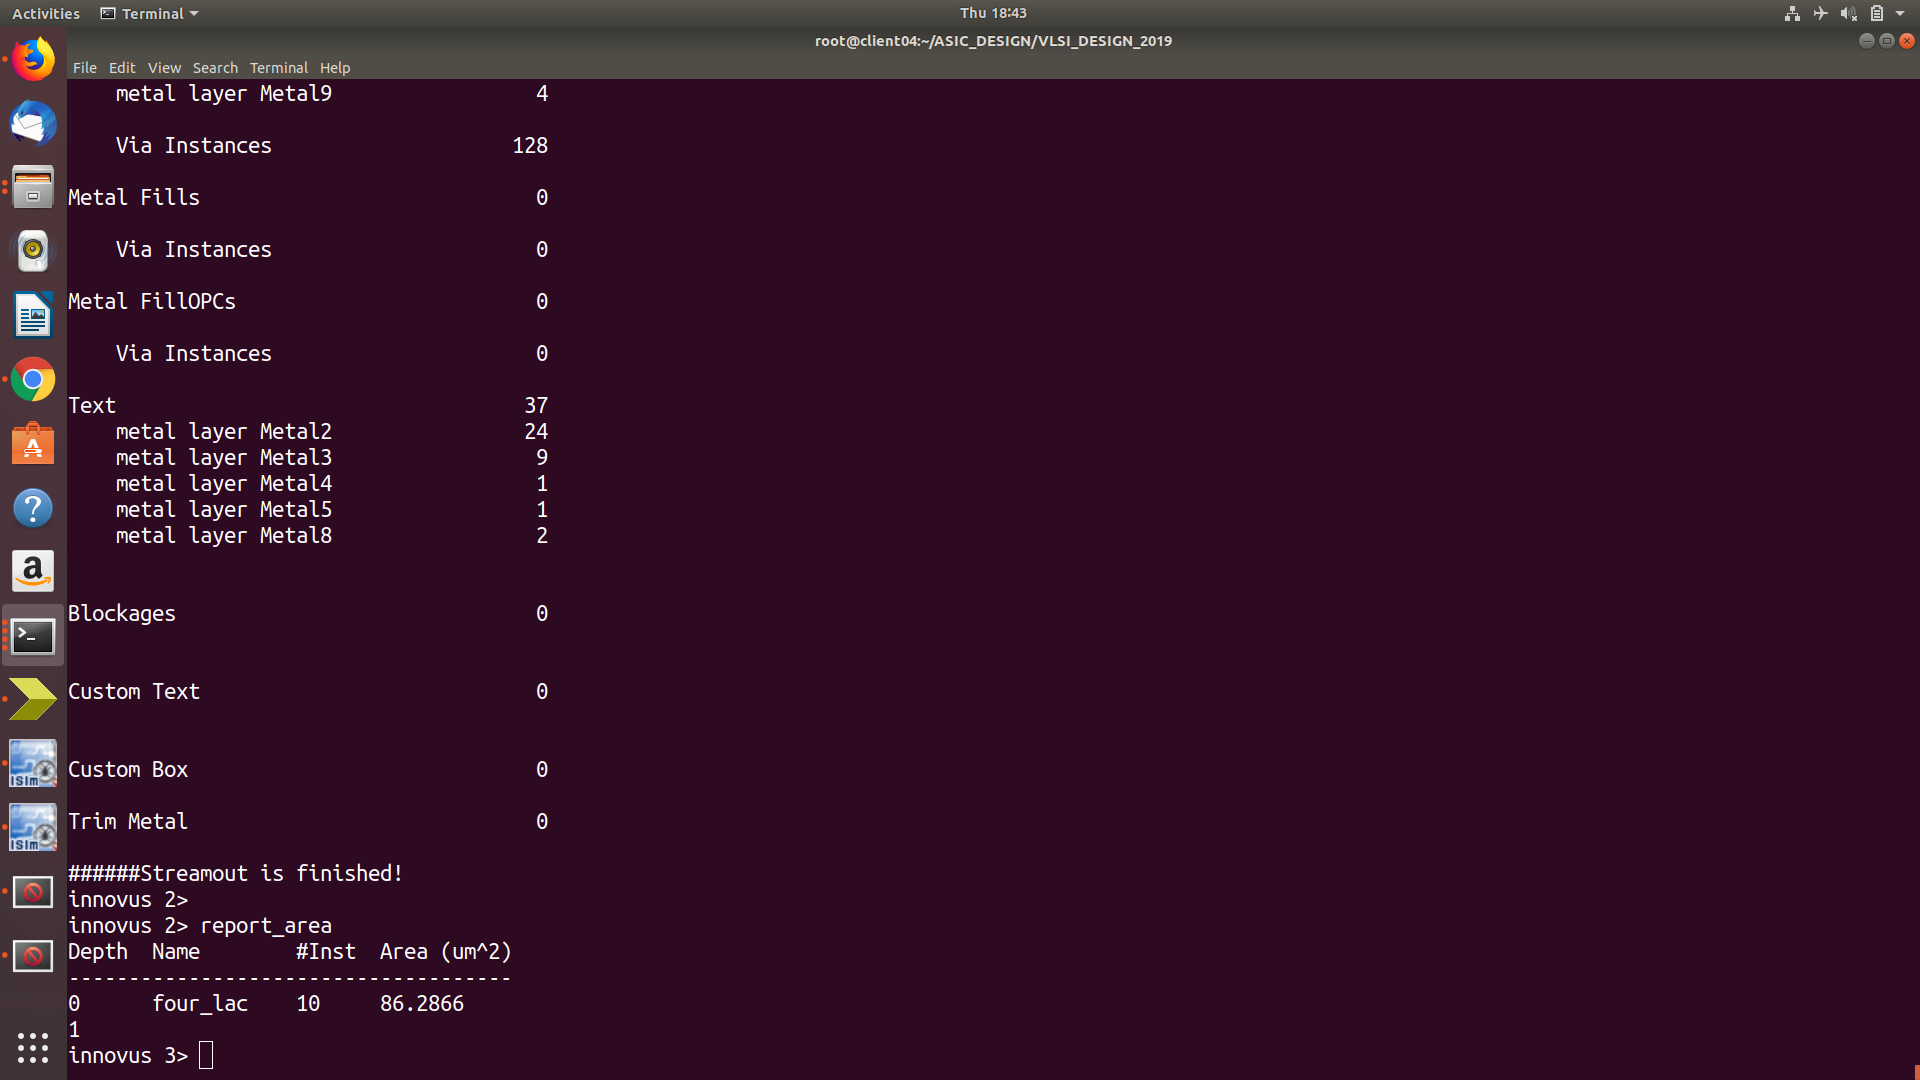 Activities Terminal Thu 18:43
root@client04:~/ASIC_DESIGN/VLSI_DESIGN_2019
File Edit View Search Terminal Help
metal layer Metal9 4
Via Instances 128
Metal Fills 0
Via Instances 0
Metal FillOPCs 0
Via Instances 0
Text 37
metal layer Metal2 24
metal layer Metal3 9
metal layer Metal4 1
metal layer Metal5 1
metal layer Metal8 2
Blockages 0
Custom Text 0
Custom Box 0
Trim Metal 0
######Streamout is finished!
innovus 2>
innovus 2> report_area
Depth Name #Inst Area (um^2)
-------------------------------------
0 four_lac 10 86.2866
1
innovus 3>
a
ISim
ISim